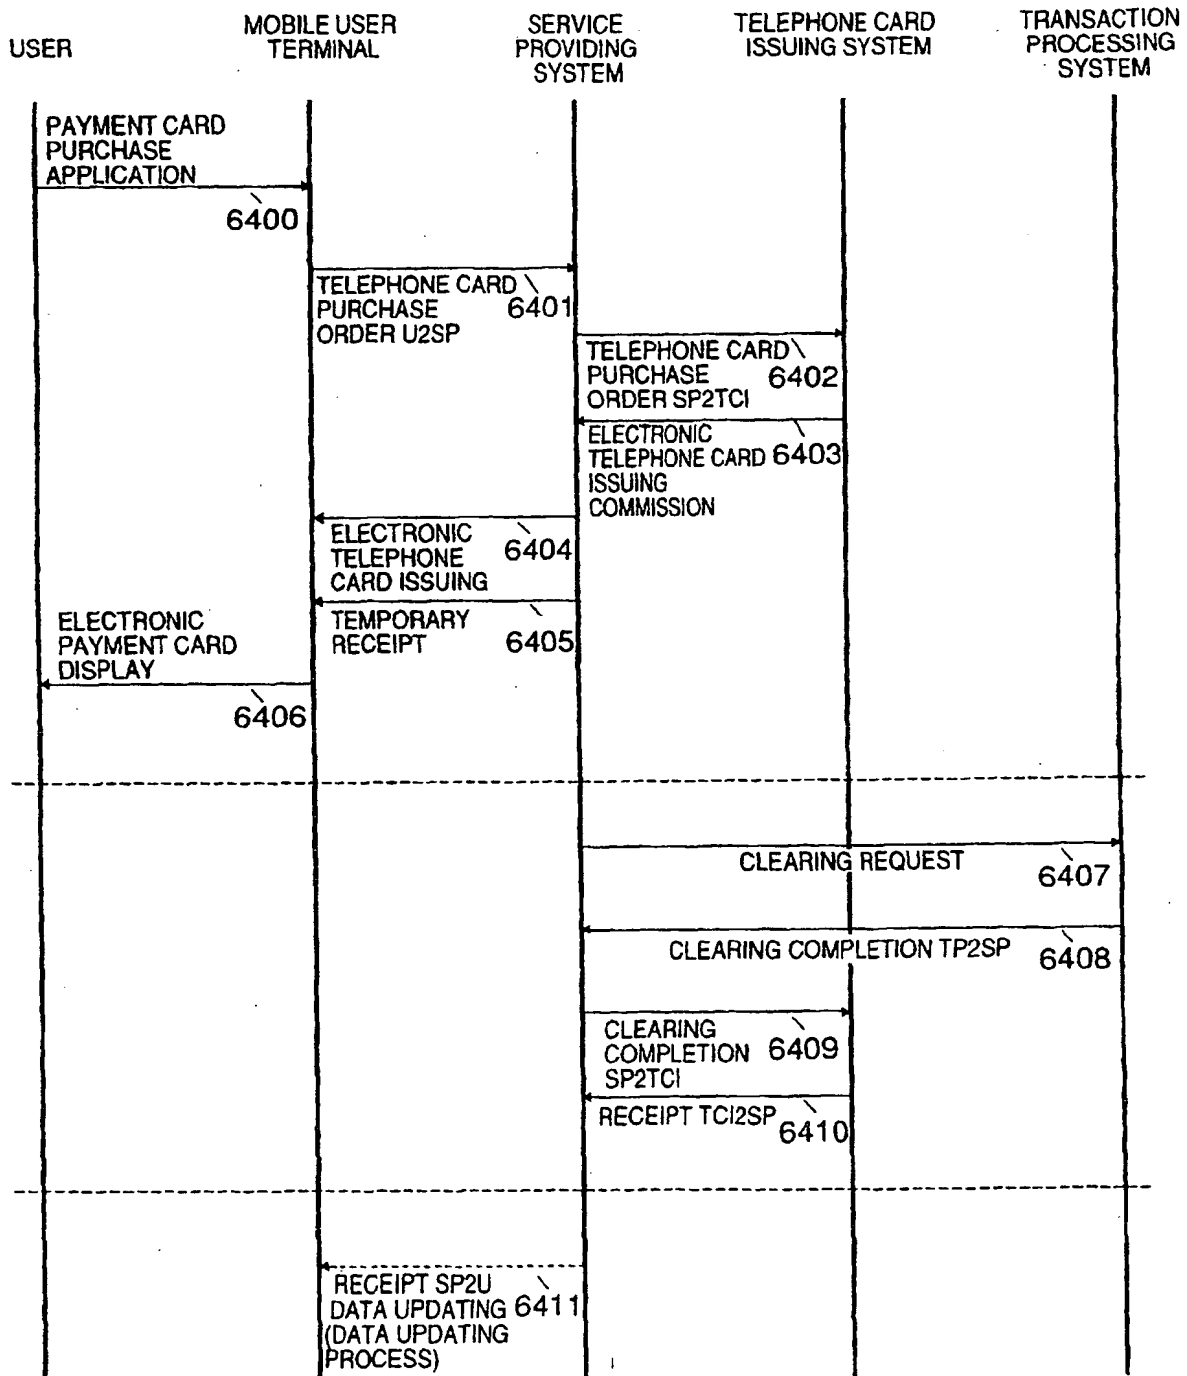 USER
MOBILE USER
TERMINAL
SERVICE
PROVIDING
SYSTEM
TELEPHONE CARD
ISSUING SYSTEM
TRANSACTION
PROCESSING
SYSTEM
PAYMENT CARD
PURCHASE
APPLICATION
6400
TELEPHONE CARD
PURCHASE
ORDER U2SP
6401
TELEPHONE CARD
PURCHASE
ORDER SP2TCI
6402
ELECTRONIC
TELEPHONE CARD
ISSUING
COMMISSION
6403
ELECTRONIC
TELEPHONE
CARD ISSUING
6404
TEMPORARY
RECEIPT
6405
ELECTRONIC
PAYMENT CARD
DISPLAY
6406
CLEARING REQUEST
6407
CLEARING COMPLETION TP2SP
6408
CLEARING
COMPLETION
SP2TCI
6409
RECEIPT TCI2SP
6410
RECEIPT SP2U
DATA UPDATING
(DATA UPDATING
PROCESS)
6411